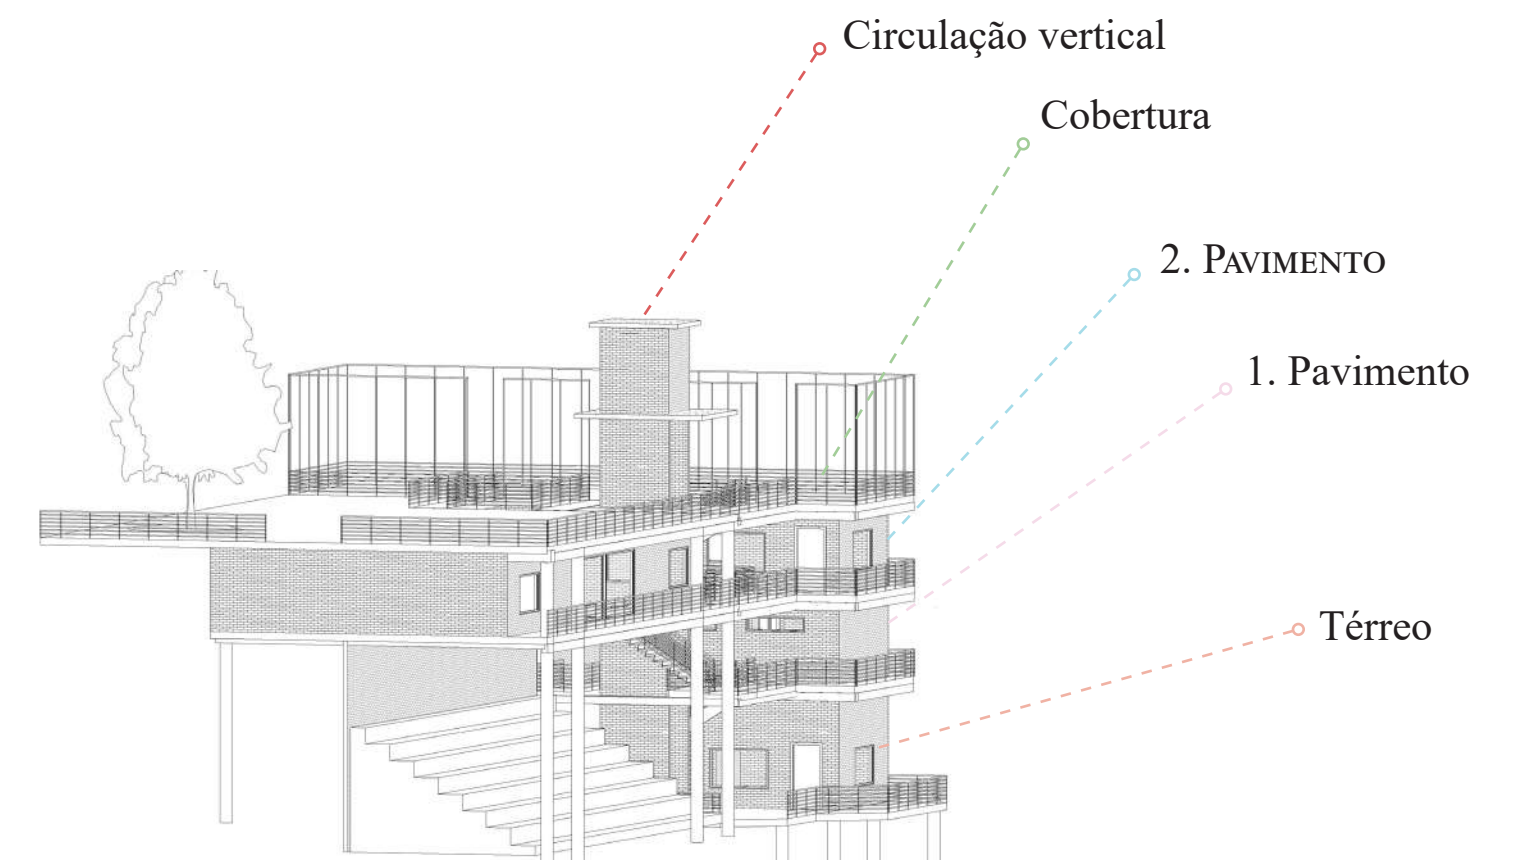 Circulação vertical
Cobertura
2. PAVIMENTO
1. Pavimento
Térreo